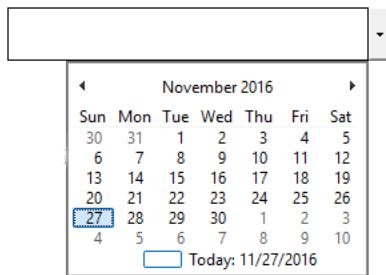 November 2016
Sun Mon Tue Wed Thu Fri Sat
30 31 1 2 3 4 5
6 7 8 9 10 11 12
13 14 15 16 17 18 19
20 21 22 23 24 25 26
27 28 29 30 1 2 3
4 5 6 7 8 9 10
Today: 11/27/2016